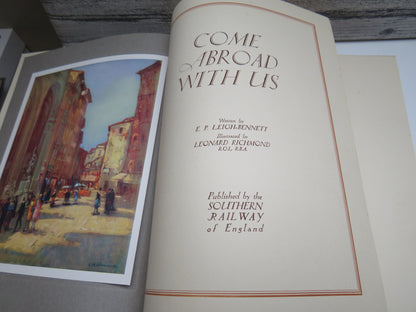 COME
ABROAD
WITH US
Written by
E. P. LEIGH-BENNETT
Illustrated by
LEONARD RICHMOND
R.O.I., R.B.A.
Published by the
SOUTHERN
RAILWAY
of England